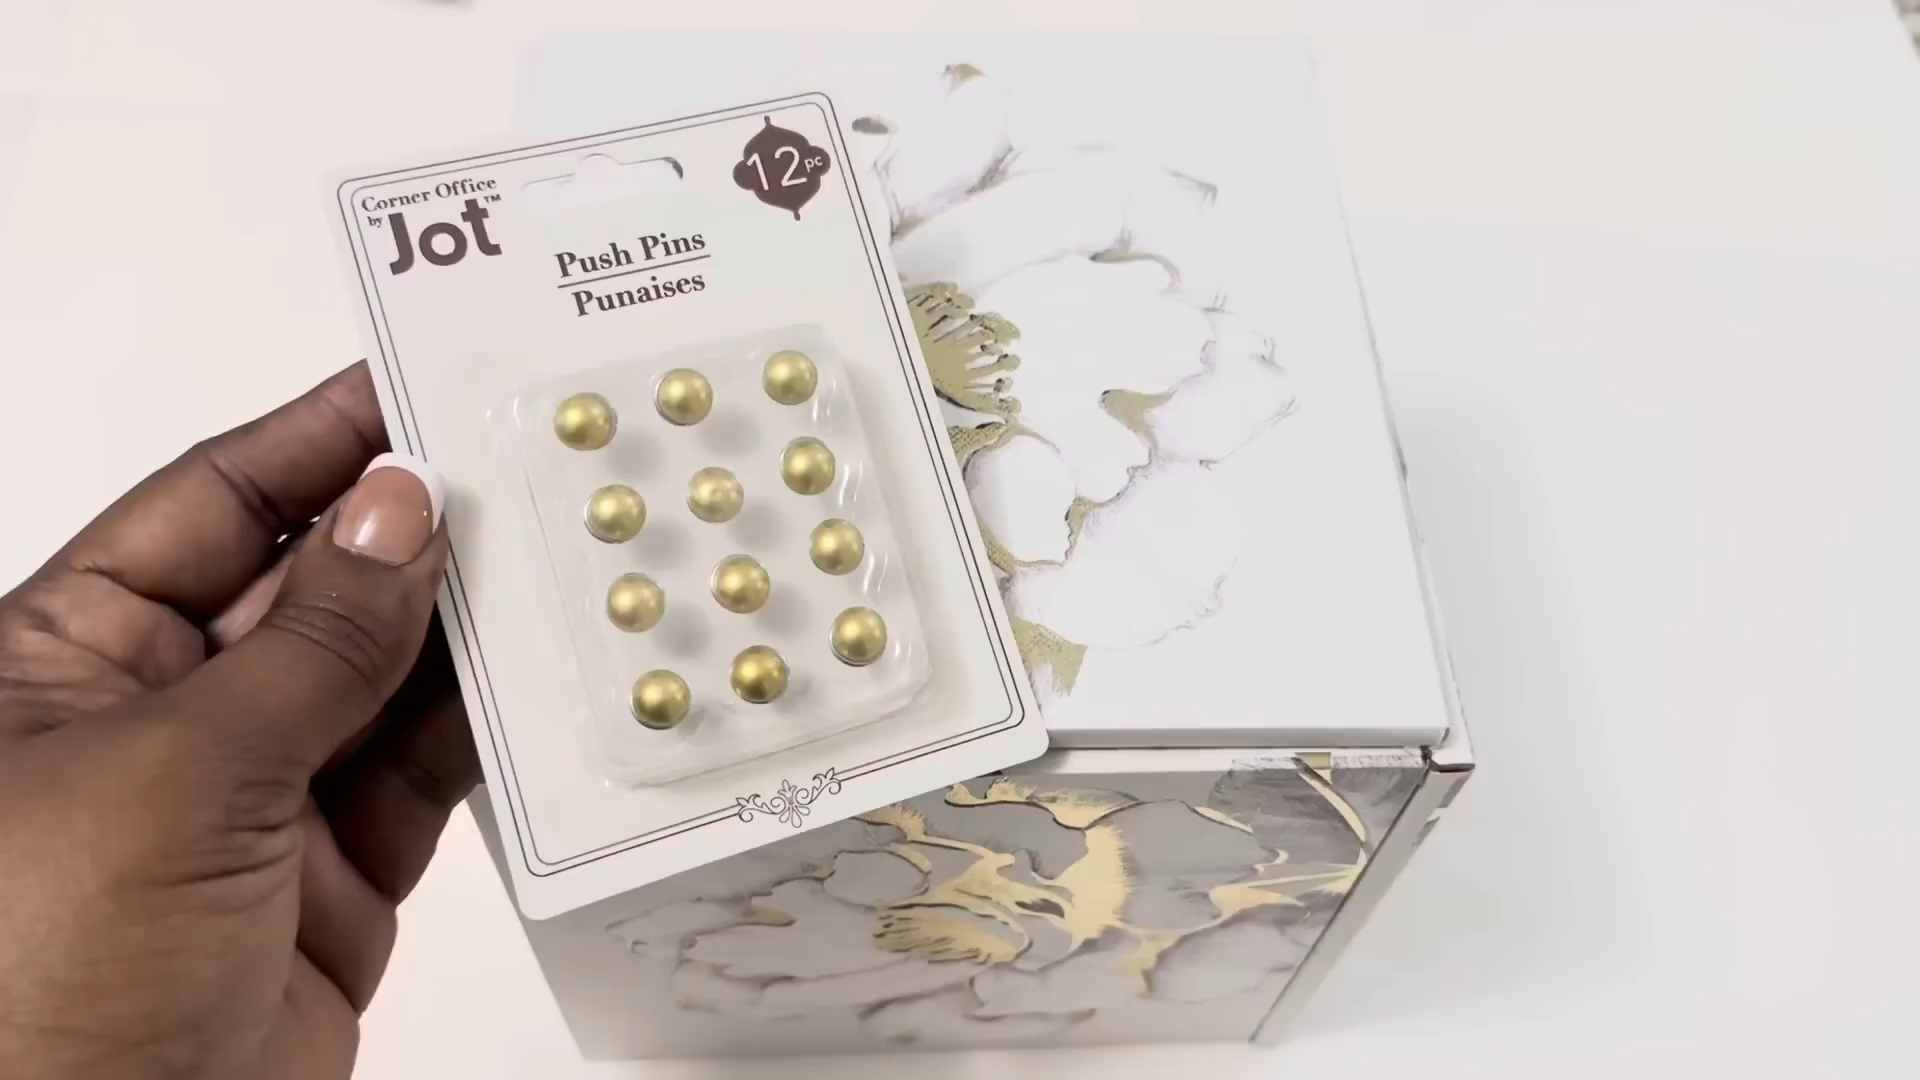 Corner Office
by Jot™
12pc
Push Pins
Punaises